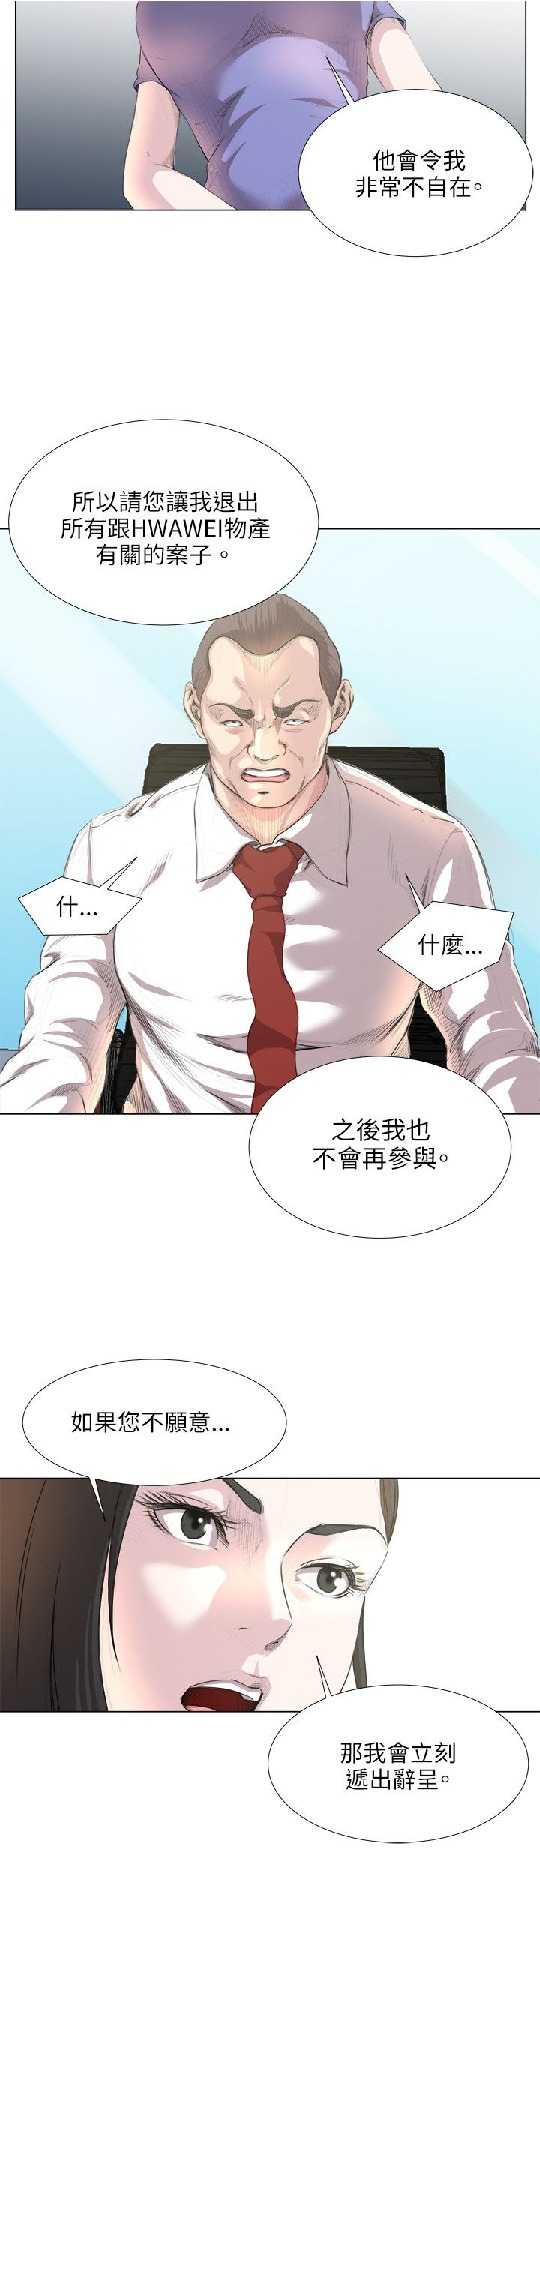 他會令我
非常不自在。
所以請您讓我退出
所有跟HWAWEI物產
有關的案子。
什...
什麼...
之後我也
不會再參與。
如果您不願意...
那我會立刻
遞出辭呈。